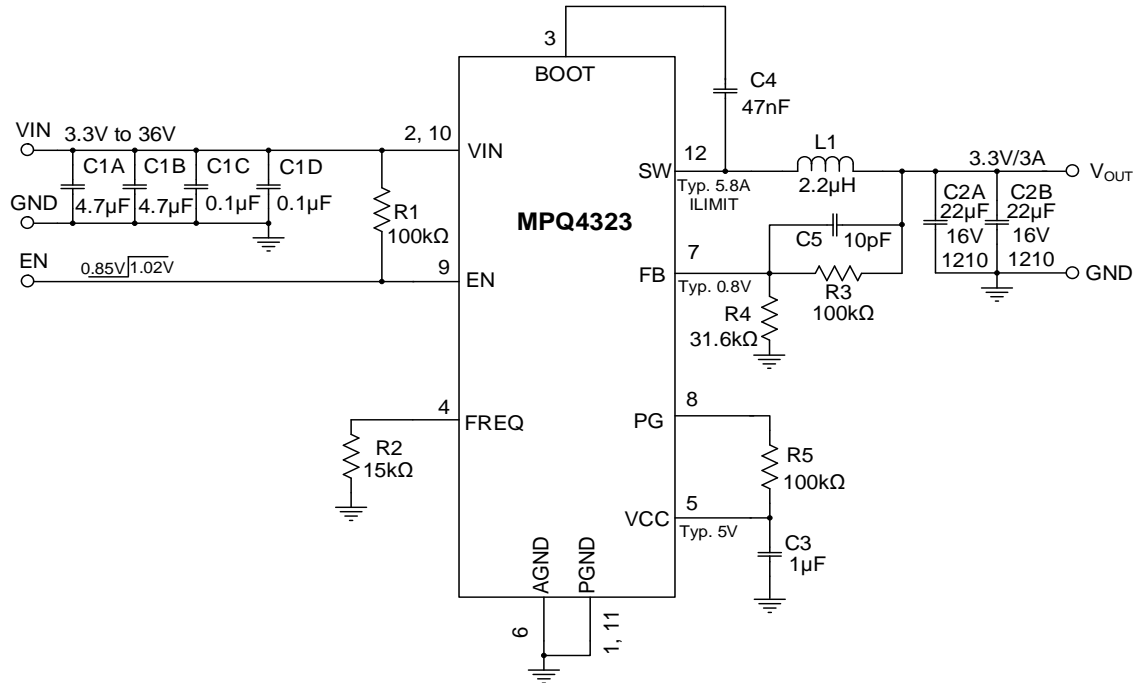 3
BOOT
C4
47nF
VIN
3.3V to 36V
2, 10
VIN
C1A
C1B
C1C
C1D
4.7µF
4.7µF
0.1µF
0.1µF
GND
R1
100kΩ
EN
0.85V
1.02V
9
EN
MPQ4323
12
SW
Typ. 5.8A
ILIMIT
L1
2.2µH
3.3V/3A
VOUT
C2A
22µF
16V
1210
C2B
22µF
16V
1210
GND
C5
10pF
7
FB
Typ. 0.8V
R3
100kΩ
R4
31.6kΩ
4
FREQ
R2
15kΩ
8
PG
R5
100kΩ
5
VCC
Typ. 5V
C3
1µF
AGND
PGND
6
1, 11